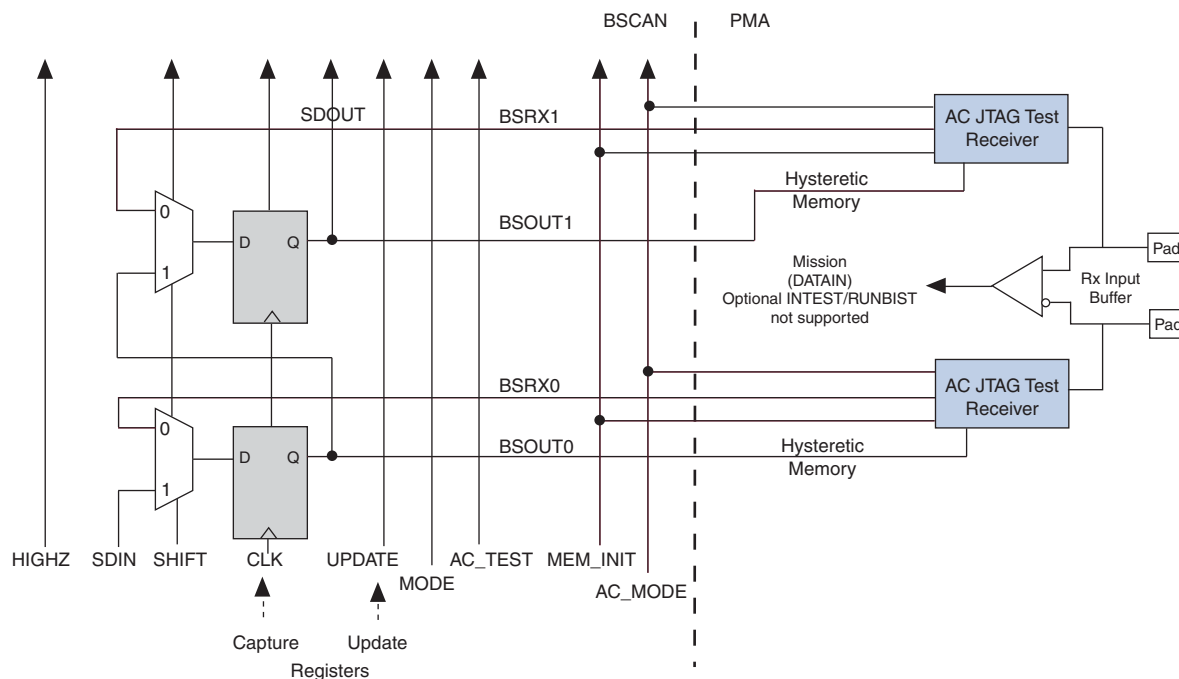 BSCAN
PMA
SDOUT
BSRX1
AC JTAG Test
Receiver
0
Hysteretic
Memory
D
Q
BSOUT1
1
Mission
(DATAIN)
Optional INTEST/RUNBIST
not supported
Rx Input
Buffer
Pad
Pad
BSRX0
AC JTAG Test
Receiver
0
D
Q
BSOUT0
Hysteretic
Memory
1
HIGHZ
SDIN
SHIFT
CLK
UPDATE
MODE
AC_TEST
MEM_INIT
AC_MODE
Capture
Update
Registers